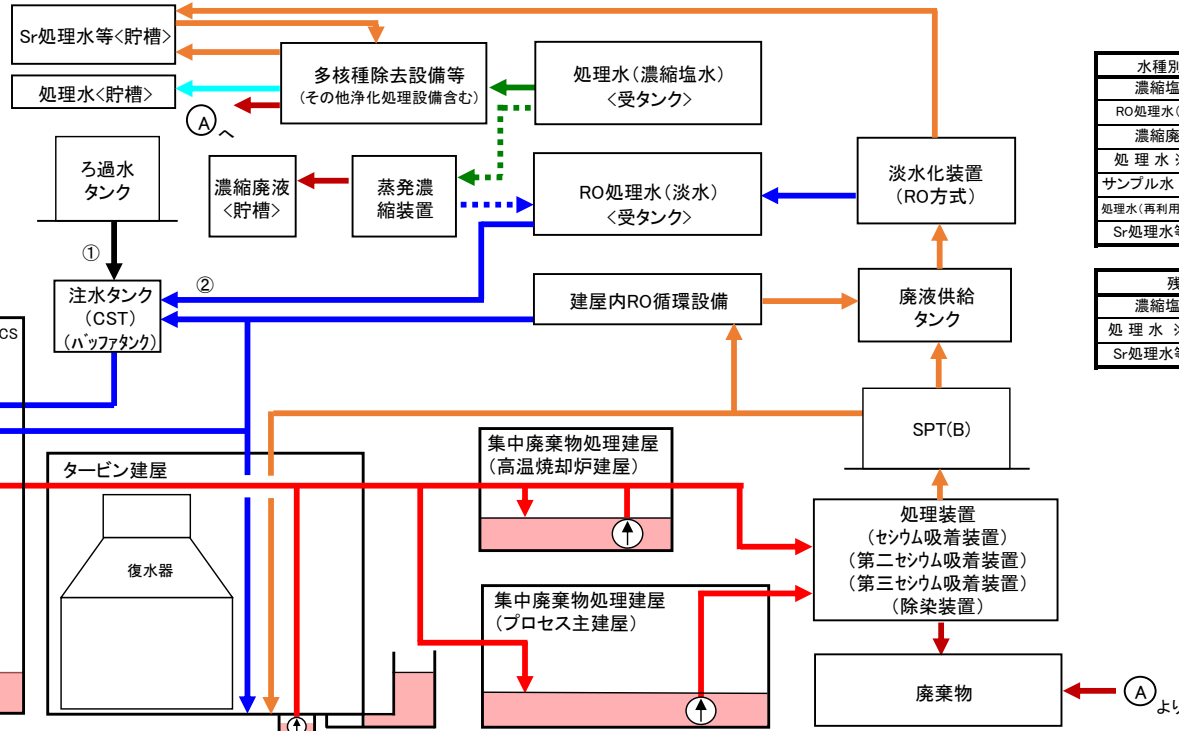 Sr処理水等<貯槽>
処理水<貯槽>
多核種除去設備等
(その他浄化処理設備含む)
処理水(濃縮塩水)
<受タンク>
Aへ
ろ過水
タンク
濃縮廃液
<貯槽>
蒸発濃
縮装置
RO処理水(淡水)
<受タンク>
淡水化装置
(RO方式)
①
②
注水タンク
(CST)
(バッファタンク)
建屋内RO循環設備
廃液供給
タンク
CS
SPT(B)
タービン建屋
復水器
集中廃棄物処理建屋
(高温焼却炉建屋)
集中廃棄物処理建屋
(プロセス主建屋)
処理装置
(セシウム吸着装置)
(第二セシウム吸着装置)
(第三セシウム吸着装置)
(除染装置)
廃棄物
Aより
水種別
濃縮塩
RO処理水(
濃縮廃
処理水※
サンプル水
処理水(再利用
Sr処理水等
残
濃縮塩
処理水 ※
Sr処理水等